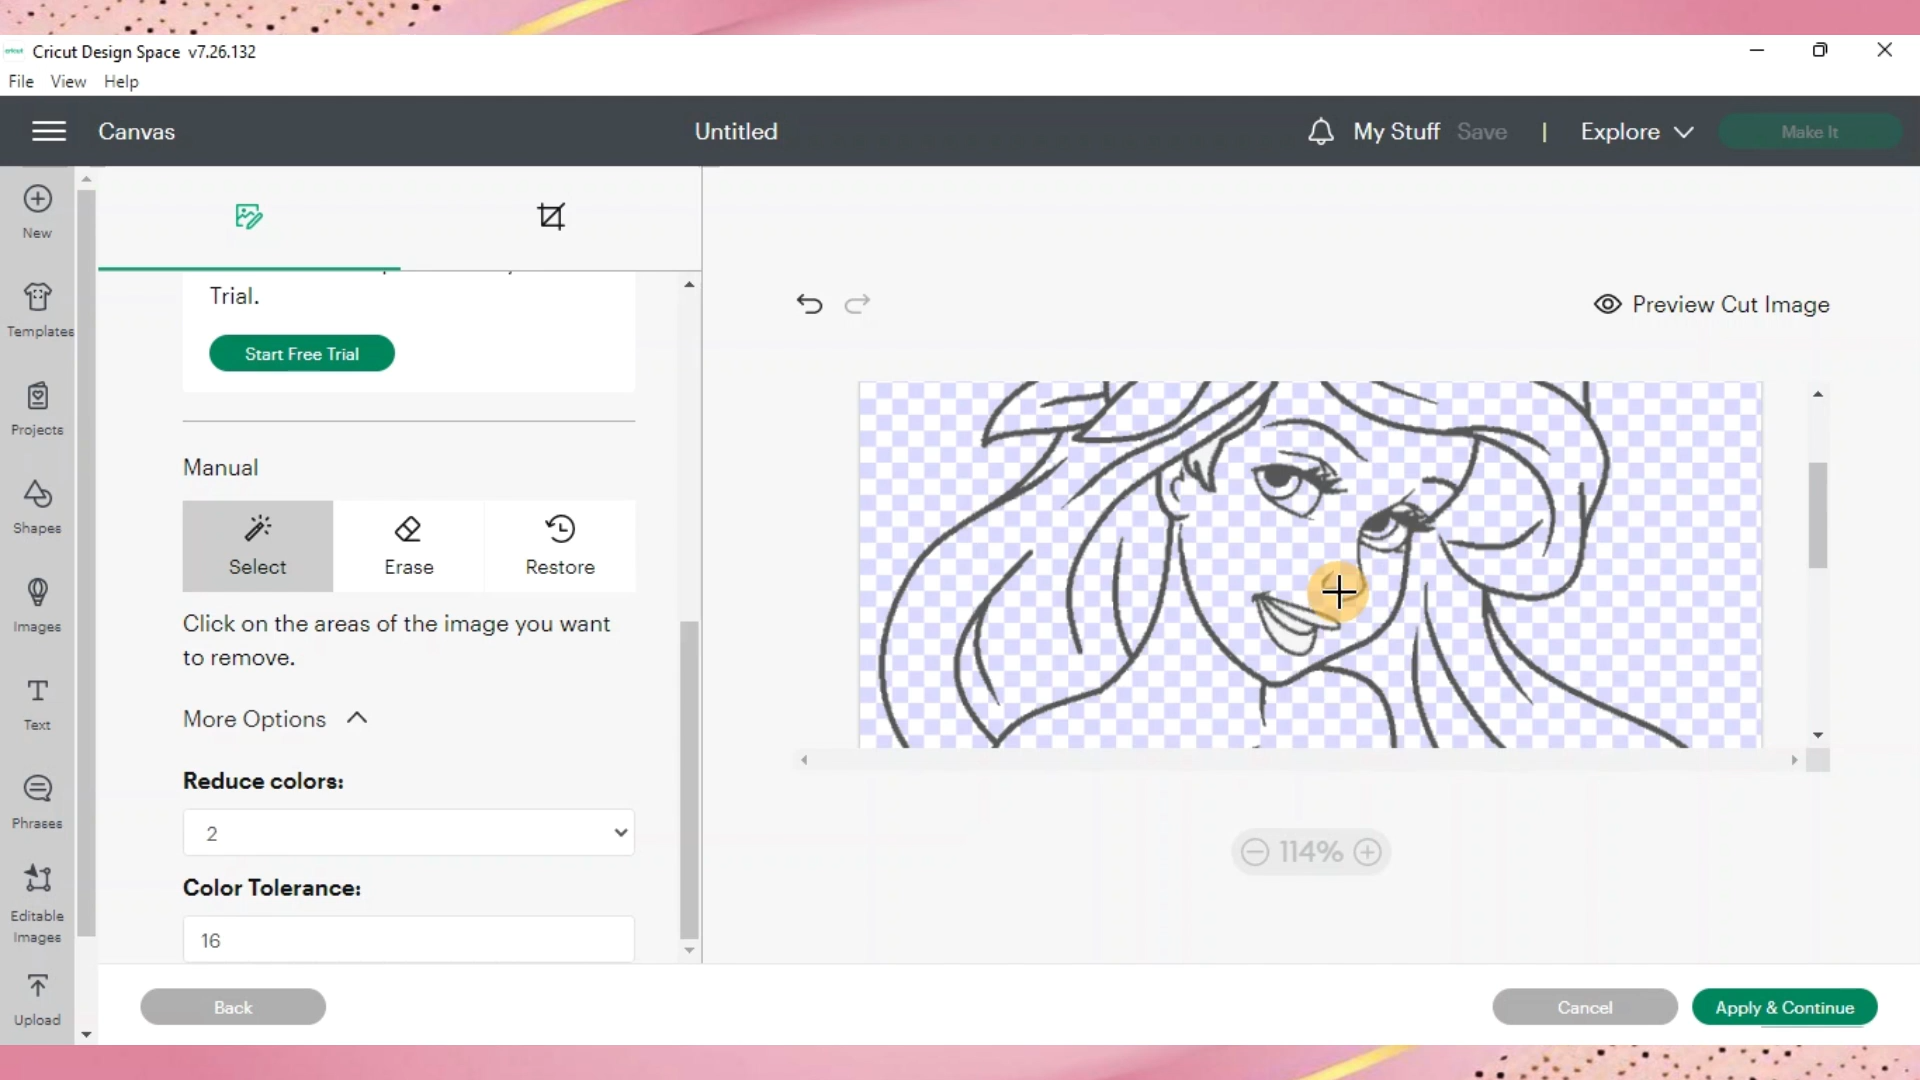 cricut Cricut Design Space v7.26.132
File View Help
Canvas
Untitled
My Stuff Save | Explore Make It
New
Templates
Projects
Shapes
Images
Text
Phrases
Editable
Images
Upload
Trial.
Start Free Trial
Manual
Select Erase Restore
Click on the areas of the image you want
to remove.
More Options
Reduce colors:
2
Color Tolerance:
16
Preview Cut Image
114%
Back
Cancel
Apply & Continue